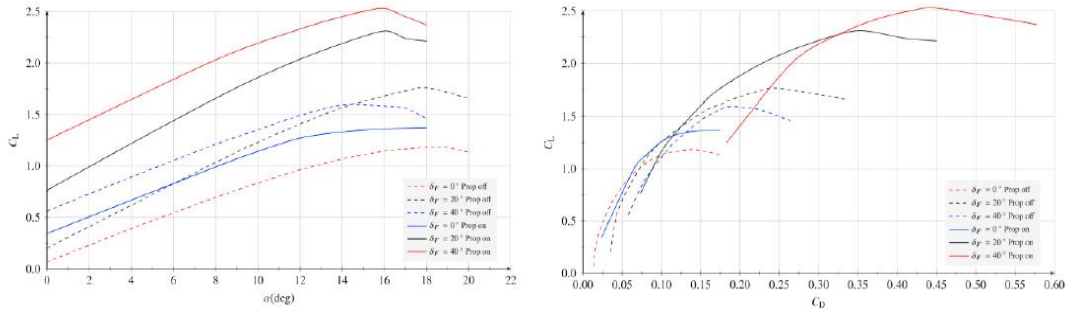 2.5
2.0
1.5
1.0
0.5
0.0
C_L
0 2 4 6 8 10 12 14 16 18 20 22
α(deg)
δ_F = 0° Prop off
δ_F = 20° Prop off
δ_F = 40° Prop off
δ_F = 0° Prop on
δ_F = 20° Prop on
δ_F = 40° Prop on
2.5
2.0
1.5
1.0
0.5
0.0
C_L
0.00 0.05 0.10 0.15 0.20 0.25 0.30 0.35 0.40 0.45 0.50 0.55 0.60
C_D
δ_F = 0° Prop off
δ_F = 20° Prop off
δ_F = 40° Prop off
δ_F = 0° Prop on
δ_F = 20° Prop on
δ_F = 40° Prop on